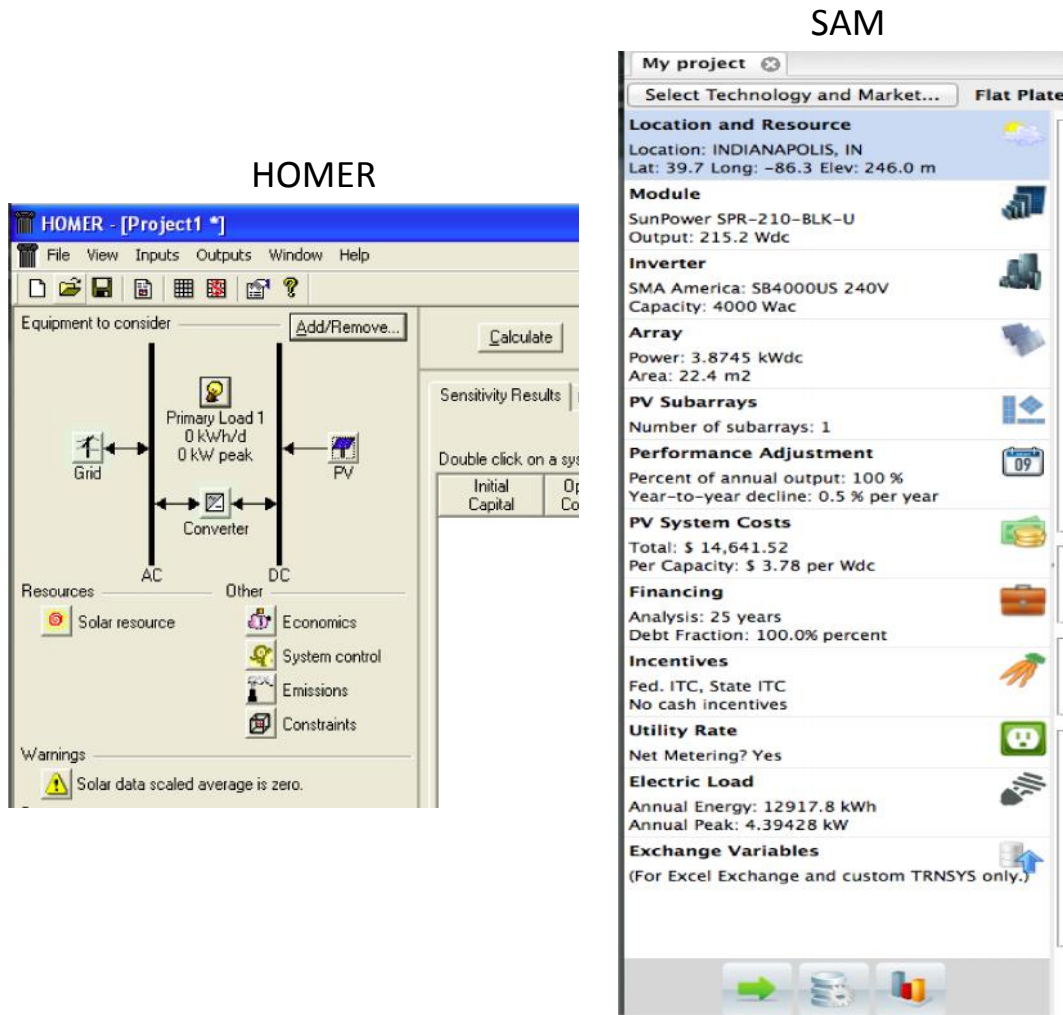 SAM
HOMER
HOMER - [Project1 *]
File View Inputs Outputs Window Help
Equipment to consider
Add/Remove...
Calculate
Sensitivity Results
Primary Load 1
0 kWh/d
0 kW peak
Grid
PV
Converter
AC
DC
Double click on a sys
Initial
Capital
Op
Co
Resources
Other
Solar resource
Economics
System control
Emissions
Constraints
Warnings
Solar data scaled average is zero.
My project
Select Technology and Market...
Flat Plate
Location and Resource
Location: INDIANAPOLIS, IN
Lat: 39.7 Long: -86.3 Elev: 246.0 m
Module
SunPower SPR-210-BLK-U
Output: 215.2 Wdc
Inverter
SMA America: SB4000US 240V
Capacity: 4000 Wac
Array
Power: 3.8745 kWdc
Area: 22.4 m2
PV Subarrays
Number of subarrays: 1
Performance Adjustment
09
Percent of annual output: 100 %
Year-to-year decline: 0.5 % per year
PV System Costs
Total: $ 14,641.52
Per Capacity: $ 3.78 per Wdc
Financing
Analysis: 25 years
Debt Fraction: 100.0% percent
Incentives
Fed. ITC, State ITC
No cash incentives
Utility Rate
Net Metering? Yes
Electric Load
Annual Energy: 12917.8 kWh
Annual Peak: 4.39428 kW
Exchange Variables
(For Excel Exchange and custom TRNSYS only.)